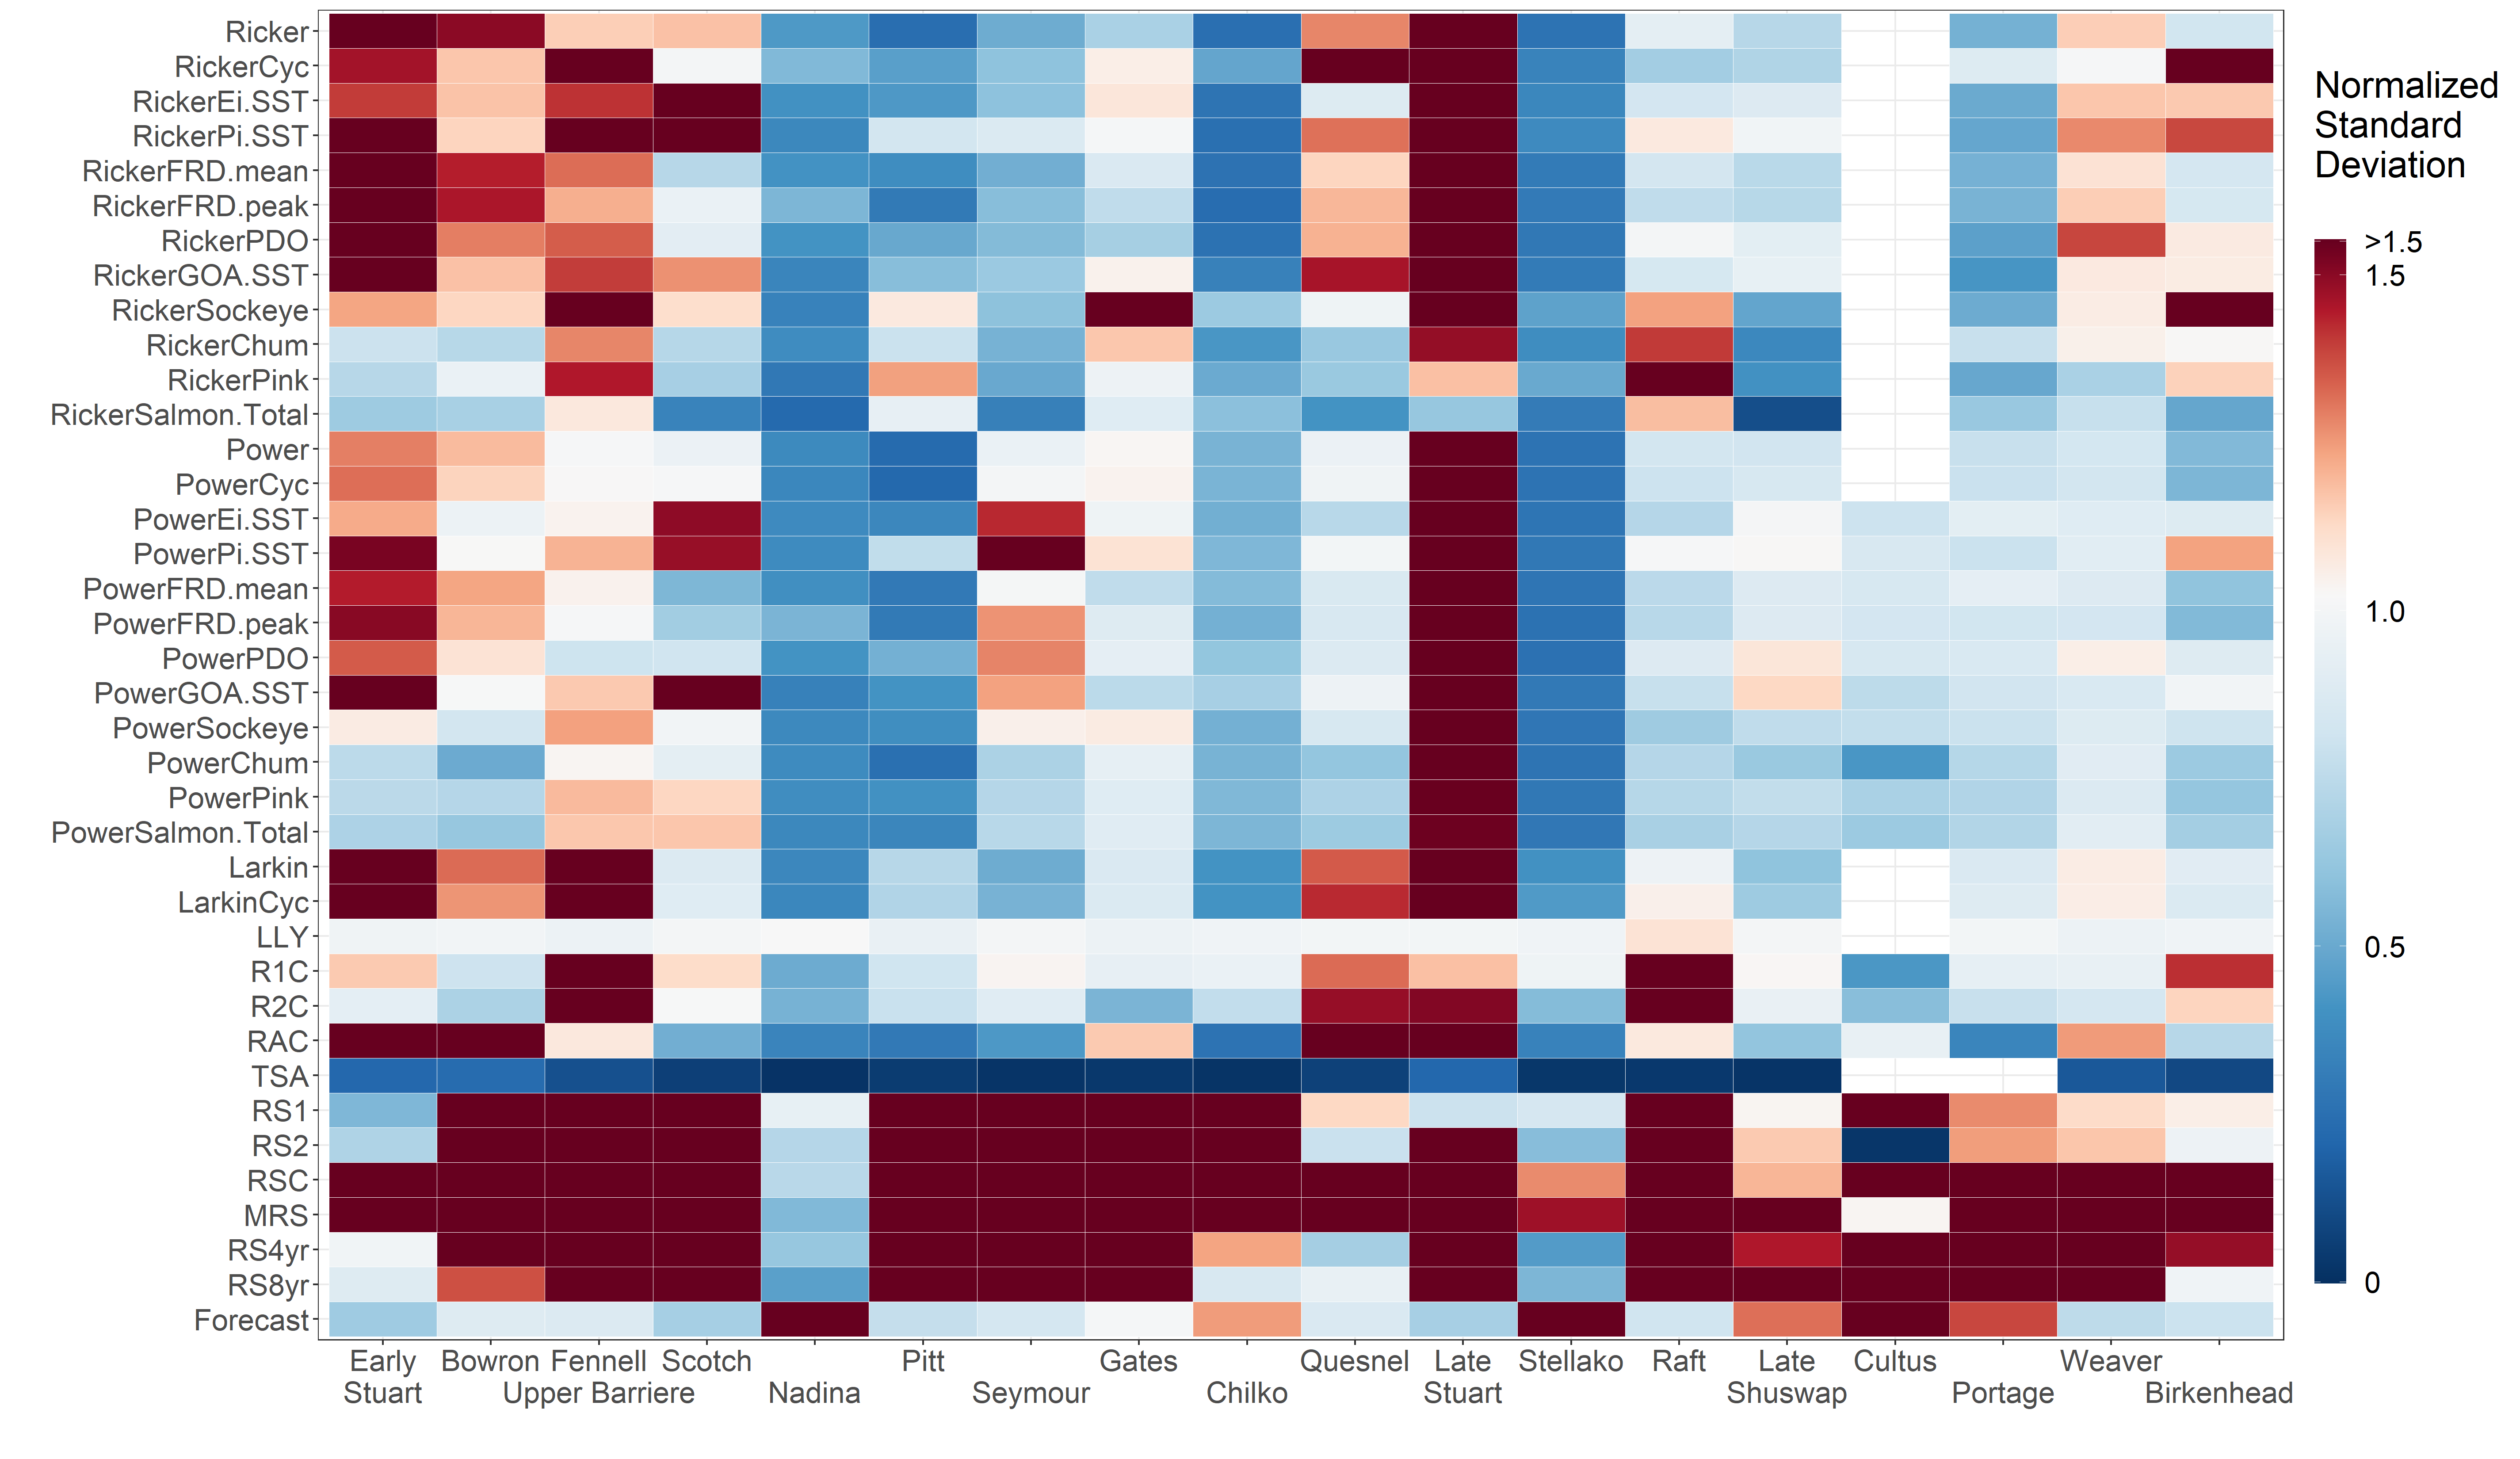 Ricker
RickerCyc
RickerEi.SST
RickerPi.SST
RickerFRD.mean
RickerFRD.peak
RickerPDO
RickerGOA.SST
RickerSockeye
RickerChum
RickerPink
RickerSalmon.Total
Power
PowerCyc
PowerEi.SST
PowerPi.SST
PowerFRD.mean
PowerFRD.peak
PowerPDO
PowerGOA.SST
PowerSockeye
PowerChum
PowerPink
PowerSalmon.Total
Larkin
LarkinCyc
LLY
R1C
R2C
RAC
TSA
RS1
RS2
RSC
MRS
RS4yr
RS8yr
Forecast
Early Bowron Fennell Scotch Pitt Gates Quesnel Late Stellako Raft Late Cultus Weaver
Stuart Upper Barriere Nadina Seymour Chilko Stuart Shuswap Portage Birkenhead
Normalized
Standard
Deviation
>1.5
1.5
1.0
0.5
0